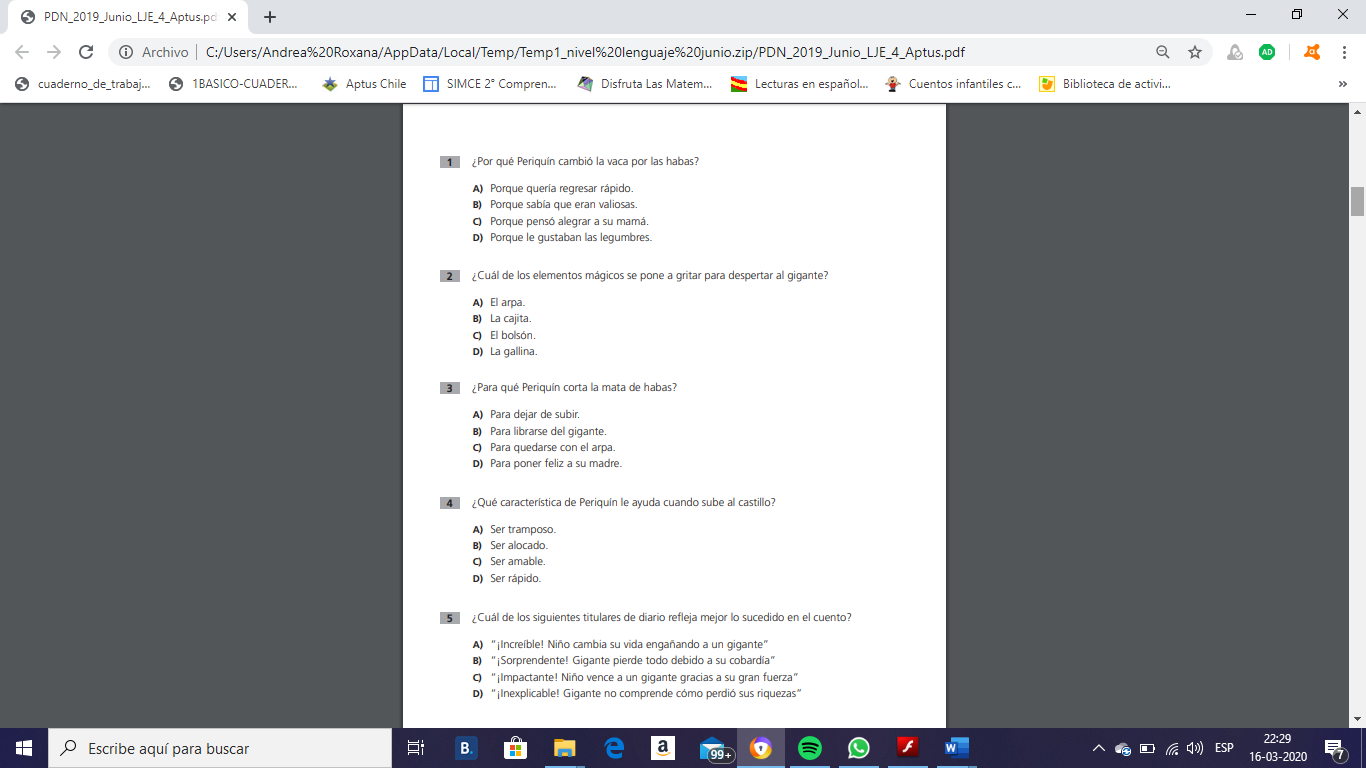 PDN_2019_Junio_LJE_4_Aptus.pd
Archivo C:/Users/Andrea%20Roxana/AppData/Local/Temp/Temp1_nivel%20lenguaje%20junio.zip/PDN_2019_Junio_LJE_4_Aptus.pdf
AD
cuaderno_de_trabaj... 1BASICO-CUADER... Aptus Chile SIMCE 2° Compren... Disfruta Las Matem... Lecturas en español... Cuentos infantiles c... Biblioteca de activi... »
1 ¿Por qué Periquín cambió la vaca por las habas?
A) Porque quería regresar rápido.
B) Porque sabía que eran valiosas.
C) Porque pensó alegrar a su mamá.
D) Porque le gustaban las legumbres.
2 ¿Cuál de los elementos mágicos se pone a gritar para despertar al gigante?
A) El arpa.
B) La cajita.
C) El bolsón.
D) La gallina.
3 ¿Para qué Periquín corta la mata de habas?
A) Para dejar de subir.
B) Para librarse del gigante.
C) Para quedarse con el arpa.
D) Para poner feliz a su madre.
4 ¿Qué característica de Periquín le ayuda cuando sube al castillo?
A) Ser tramposo.
B) Ser alocado.
C) Ser amable.
D) Ser rápido.
5 ¿Cuál de los siguientes titulares de diario refleja mejor lo sucedido en el cuento?
A) "¡Increíble! Niño cambia su vida engañando a un gigante"
B) "¡Sorprendente! Gigante pierde todo debido a su cobardía"
C) "¡Impactante! Niño vence a un gigante gracias a su gran fuerza"
D) "¡Inexplicable! Gigante no comprende cómo perdió sus riquezas"
Escribe aquí para buscar
B.
a
99+
ESP
22:29
16-03-2020
7